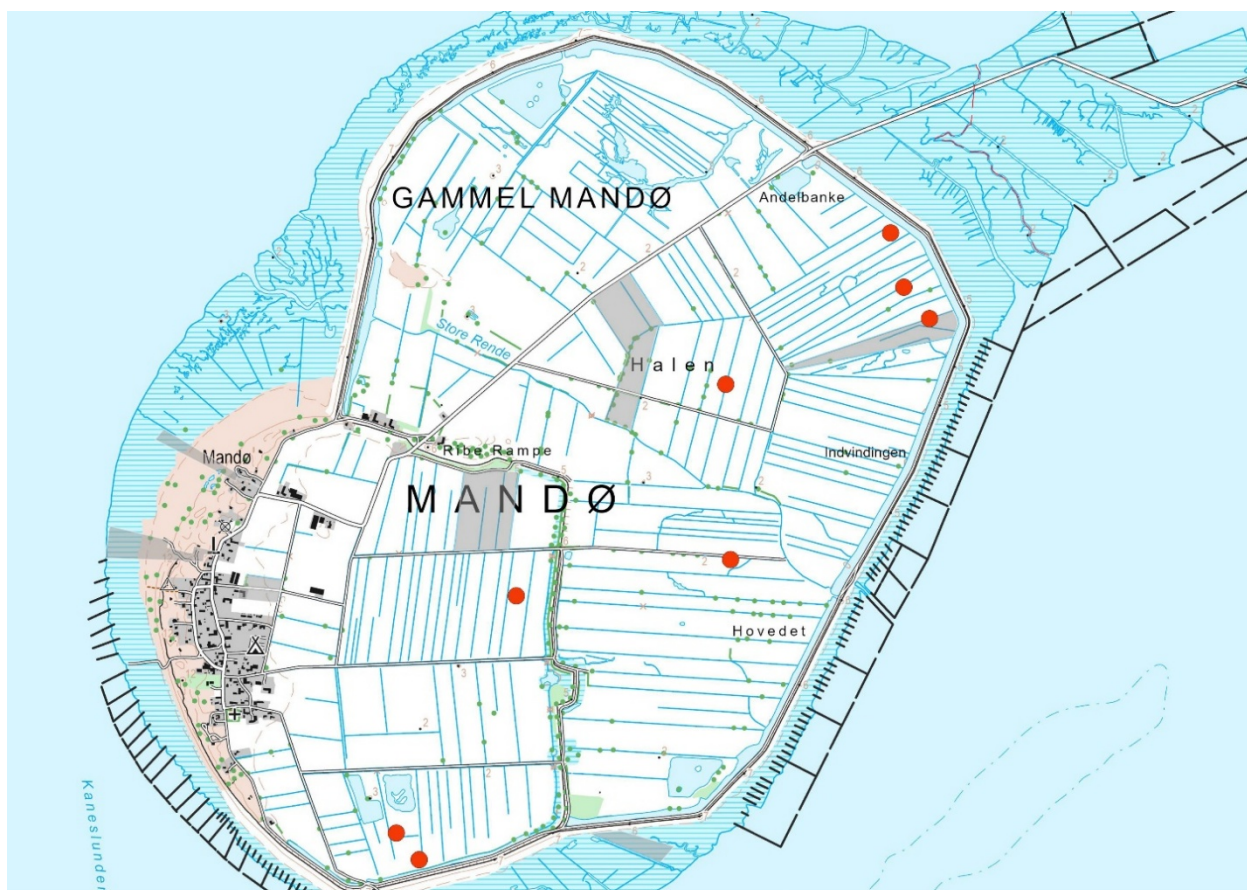 GAMMEL MANDØ
Andelbanke
Store Rende
Halen
Mandø
Ribe Rampe
Indvindingen
MANDØ
Hovedet
Kaneslunden